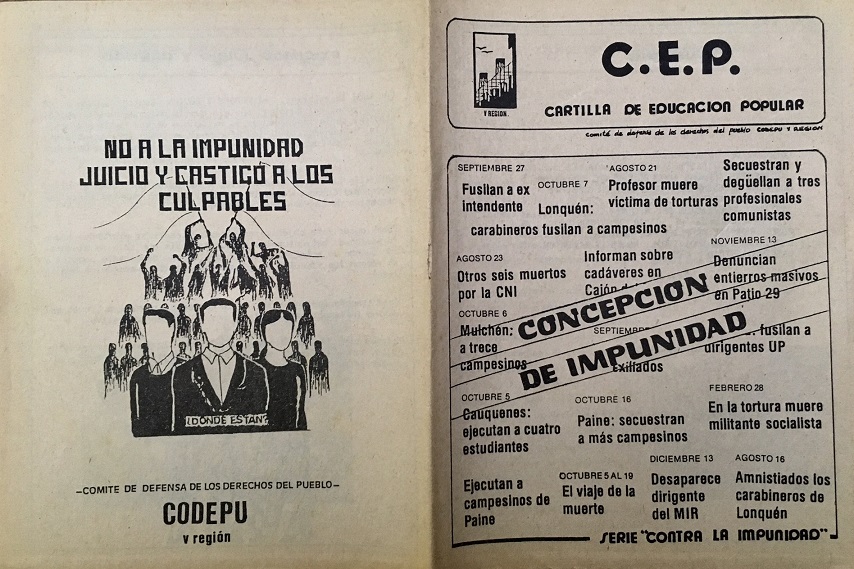 NO A LA IMPUNIDAD
JUICIO Y CASTIGO A LOS
CULPABLES
¿DONDE ESTAN?
—COMITE DE DEFENSA DE LOS DERECHOS DEL PUEBLO—
CODEPU
v región
V REGION
C.E.P.
CARTILLA DE EDUCACION POPULAR
comité de defensa de los derechos del pueblo CODEPU V REGION
SEPTIEMBRE 27
Fusilan a ex
intendente
OCTUBRE 7
Lonquén:
carabineros fusilan a campesinos
AGOSTO 21
Profesor muere
victima de torturas
Secuestran y
degüellan a tres
profesionales
comunistas
AGOSTO 23
Otros seis muertos
por la CNI
Informan sobre
cadáveres en
Cajón
NOVIEMBRE 13
Denuncian
entierros masivos
en Patio 29
CONCEPCION
DE IMPUNIDAD
OCTUBRE 6
Mulchén:
a trece
campesinos
SEPTIEMBRE
Exiliados
fusilan a
dirigentes UP
OCTUBRE 5
Cauquenes:
ejecutan a cuatro
estudiantes
OCTUBRE 16
Paine: secuestran
a más campesinos
FEBRERO 28
En la tortura muere
militante socialista
Ejecutan a
campesinos de
Paine
OCTUBRE 5 AL 19
El viaje de la
muerte
DICIEMBRE 13
Desaparece
dirigente
del MIR
AGOSTO 16
Amnistiados los
carabineros de
Lonquén
SERIE "CONTRA LA IMPUNIDAD"